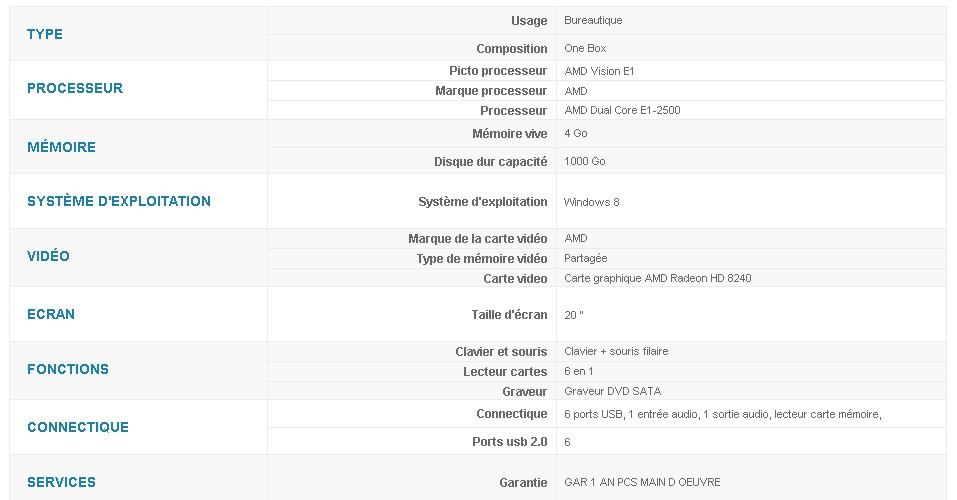 TYPE
Usage Bureautique
Composition One Box
PROCESSEUR
Picto processeur AMD Vision E1
Marque processeur AMD
Processeur AMD Dual Core E1-2500
MÉMOIRE
Mémoire vive 4 Go
Disque dur capacité 1000 Go
SYSTÈME D'EXPLOITATION
Système d'exploitation Windows 8
VIDÉO
Marque de la carte vidéo AMD
Type de mémoire vidéo Partagée
Carte video Carte graphique AMD Radeon HD 8240
ECRAN
Taille d'écran 20 "
FONCTIONS
Clavier et souris Clavier + souris filaire
Lecteur cartes 6 en 1
Graveur Graveur DVD SATA
CONNECTIQUE
Connectique 6 ports USB, 1 entrée audio, 1 sortie audio, lecteur carte mémoire,
Ports usb 2.0 6
SERVICES
Garantie GAR 1 AN PCS MAIN D OEUVRE